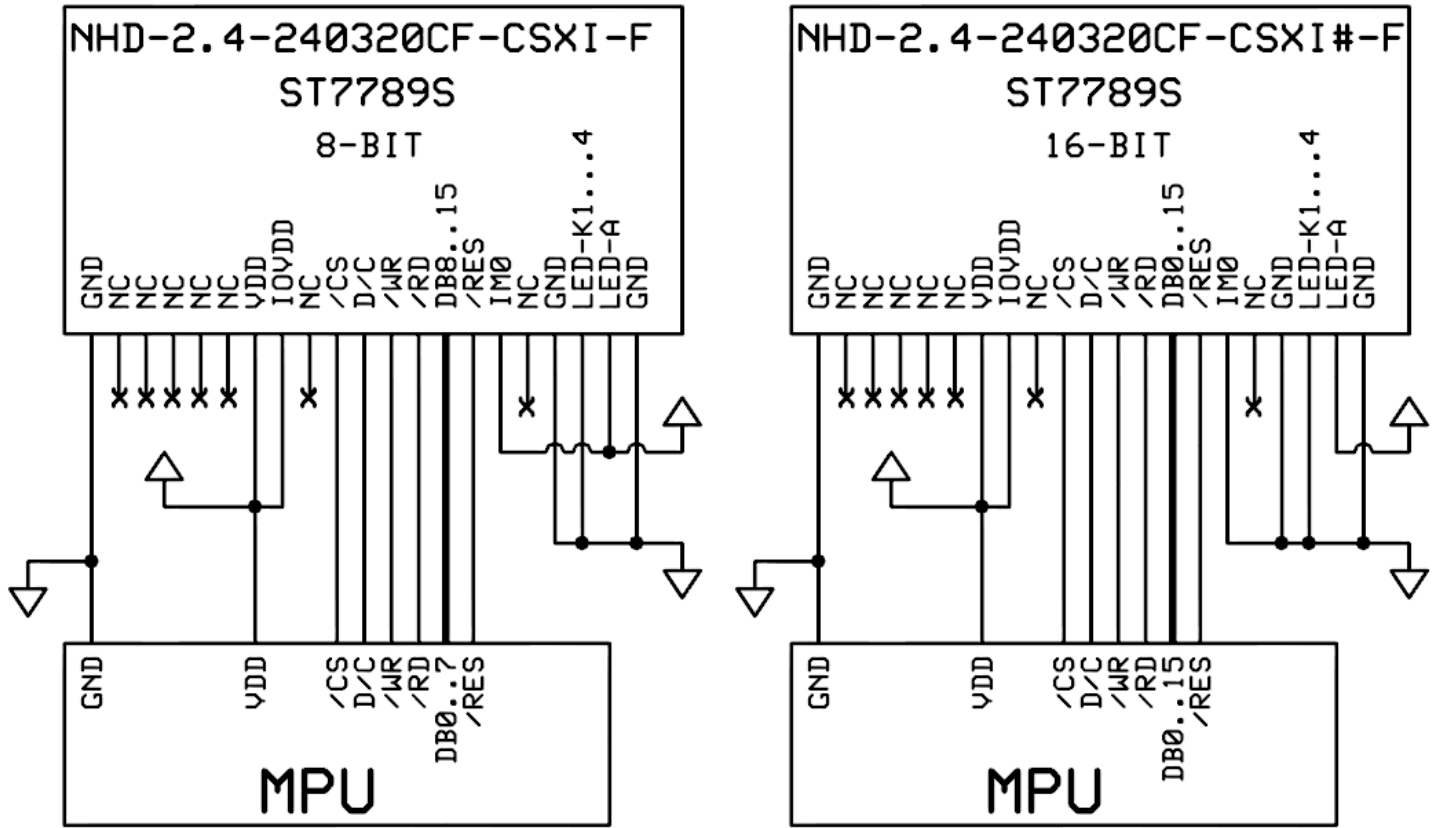 NHD-2.4-240320CF-CSXI-F
ST7789S
8-BIT
GND
NC
NC
NC
NC
NC
VDD
IOVDD
NC
/CS
D/C
/WR
/RD
DB8..15
/RES
IM0
NC
GND
LED-K1...4
LED-A
GND
GND
VDD
/CS
D/C
/WR
/RD
DB0..7
/RES
MPU
NHD-2.4-240320CF-CSXI#-F
ST7789S
16-BIT
GND
NC
NC
NC
NC
NC
VDD
IOVDD
NC
/CS
D/C
/WR
/RD
DB0..15
/RES
IM0
NC
GND
LED-K1...4
LED-A
GND
GND
VDD
/CS
D/C
/WR
/RD
DB0..15
/RES
MPU